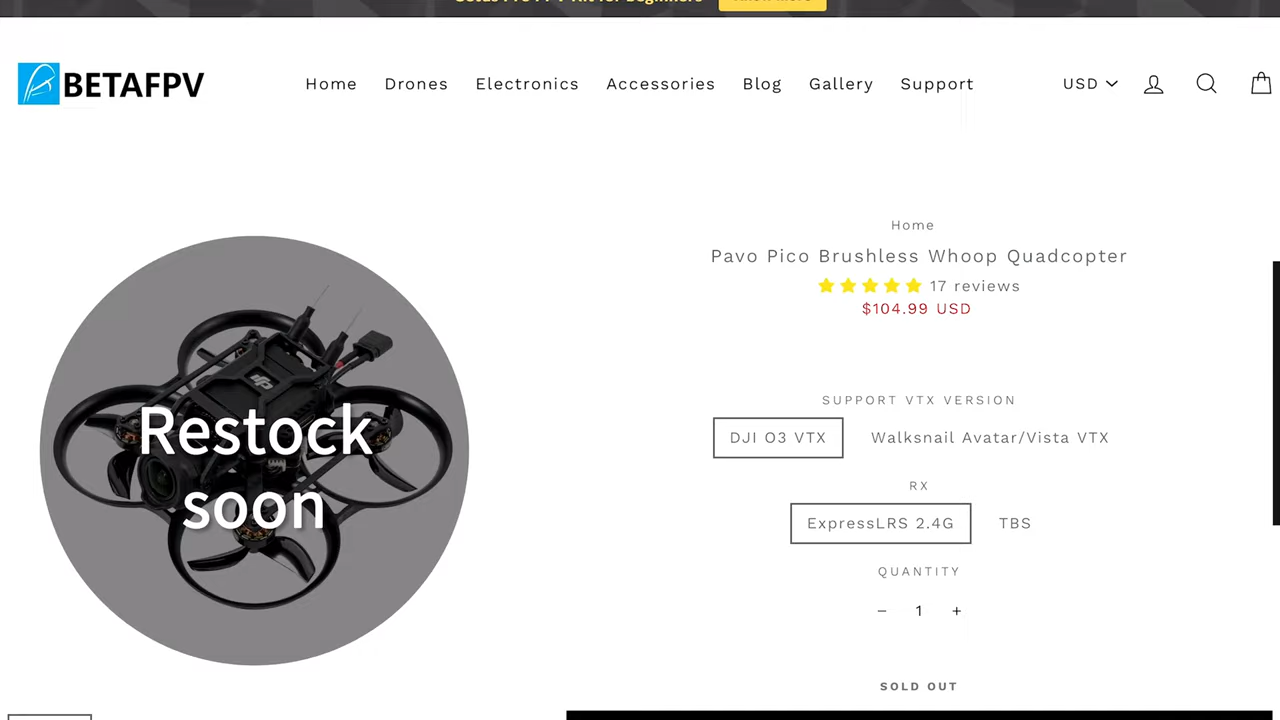 BETAFPV
Home Drones Electronics Accessories Blog Gallery Support
USD
Home
Pavo Pico Brushless Whoop Quadcopter
17 reviews
$104.99 USD
SUPPORT VTX VERSION
DJI O3 VTX Walksnail Avatar/Vista VTX
RX
ExpressLRS 2.4G TBS
QUANTITY
− 1 +
SOLD OUT
dji
Restock
soon